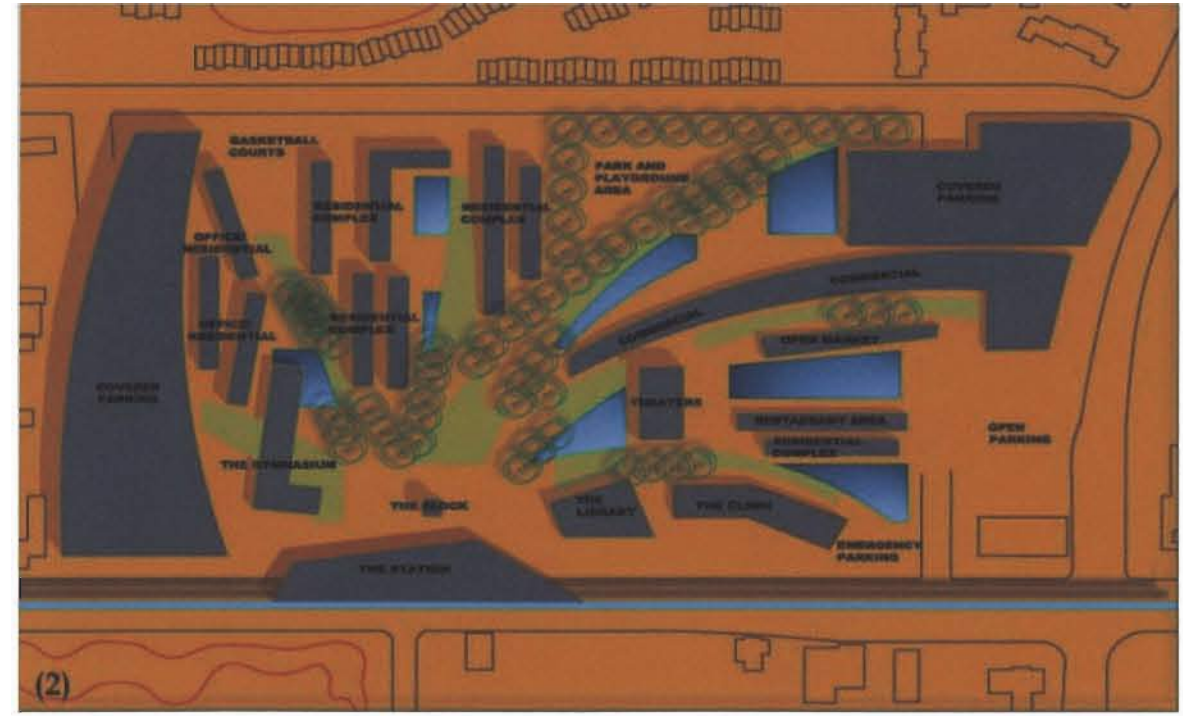 BASKETBALL
COURTS
PARK AND
PLAYGROUND
AREA
COVERED
PARKING
RESIDENTIAL
COMPLEX
RESIDENTIAL
COMPLEX
OFFICE/
RESIDENTIAL
COMMERCIAL
OFFICE/
RESIDENTIAL
RESIDENTIAL
COMPLEX
COMMERCIAL
OPEN MARKET
COVERED
PARKING
THEATERS
RESTAURANT AREA
OPEN
PARKING
RESIDENTIAL
COMPLEX
THE GYMNASIUM
THE CLOCK
THE
LIBRARY
THE CLINIC
EMERGENCY
PARKING
THE STATION
(2)